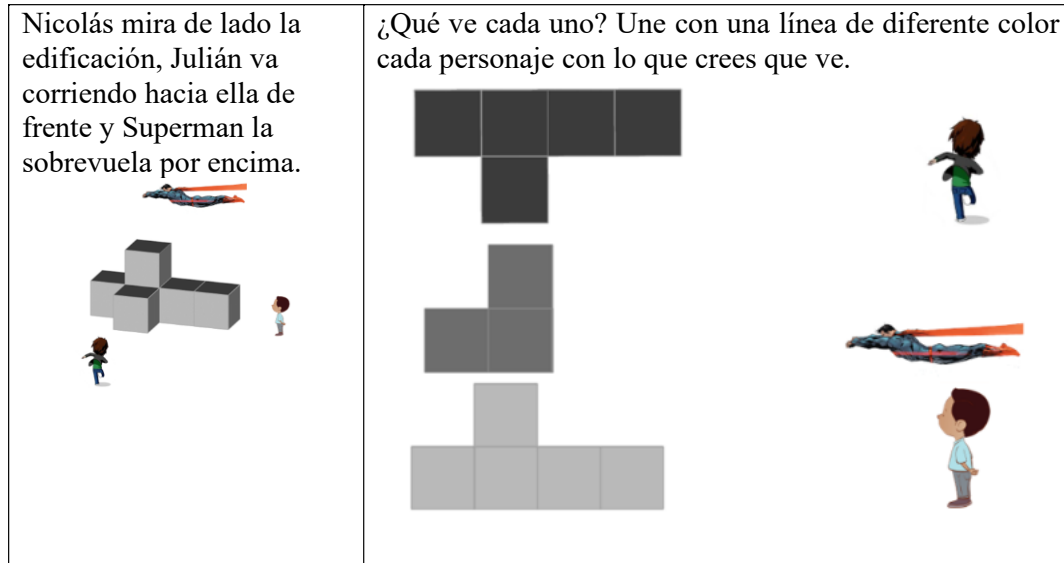 Nicolás mira de lado la
edificación, Julián va
corriendo hacia ella de
frente y Superman la
sobrevuela por encima.
¿Qué ve cada uno? Une con una línea de diferente color
cada personaje con lo que crees que ve.